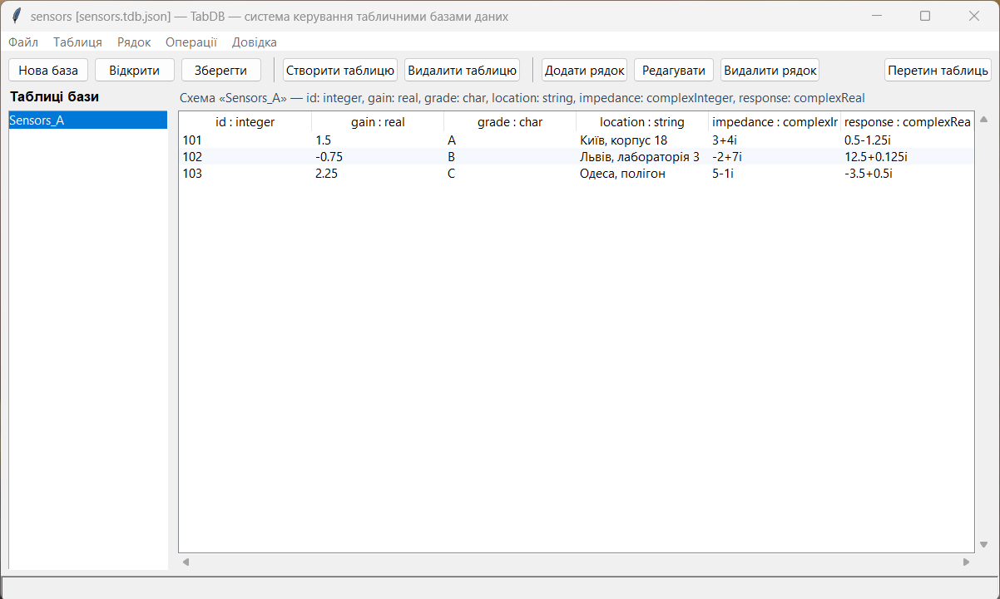 sensors [sensors.tdb.json] — TabDB — система керування табличними базами даних
Файл Таблиця Рядок Операції Довідка
Нова база Відкрити Зберегти Створити таблицю Видалити таблицю Додати рядок Редагувати Видалити рядок Перетин таблиць
Таблиці бази
Sensors_A
Схема «Sensors_A» — id: integer, gain: real, grade: char, location: string, impedance: complexInteger, response: complexReal
id : integer gain : real grade : char location : string impedance : complexIr response : complexRea
101 1.5 A Київ, корпус 18 3+4i 0.5-1.25i
102 -0.75 B Львів, лабораторія 3 -2+7i 12.5+0.125i
103 2.25 C Одеса, полігон 5-1i -3.5+0.5i